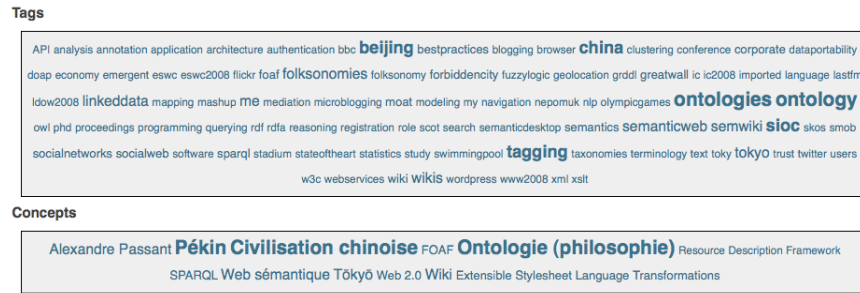 Tags
API analysis annotation application architecture authentication bbc beijing bestpractices blogging browser china clustering conference corporate dataportability
doap economy emergent eswc eswc2008 flickr foaf folksonomies folksonomy forbiddencity fuzzylogic geolocation grddl greatwall ic ic2008 imported language lastfm
ldow2008 linkeddata mapping mashup me mediation microblogging moat modeling my navigation nepomuk nlp olympicgames ontologies ontology
owl phd proceedings programming querying rdf rdfa reasoning registration role scot search semanticdesktop semantics semanticweb semwiki sioc skos smob
socialnetworks socialweb software sparql stadium stateoftheart statistics study swimmingpool tagging taxonomies terminology text toky tokyo trust twitter users
w3c webservices wiki wikis wordpress www2008 xml xslt
Concepts
Alexandre Passant Pékin Civilisation chinoise FOAF Ontologie (philosophie) Resource Description Framework
SPARQL Web sémantique Tōkyō Web 2.0 Wiki Extensible Stylesheet Language Transformations